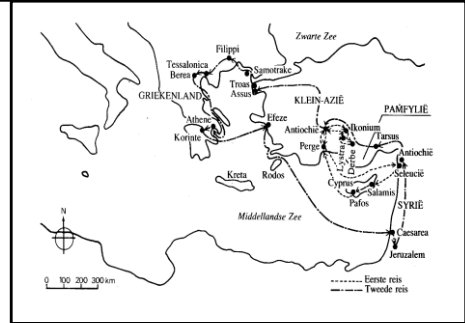 Zwarte Zee
Filippi
Tessalonica
Berea
Samotrake
Troas
Assus
GRIEKENLAND
KLEIN-AZIË
PAMFYLIË
Athene
Korinte
Efeze
Antiochië
Ikonium
Lystra
Derbe
Tarsus
Perge
Antiochië
Seleucië
Kreta
Rodos
Cyprus
Salamis
Pafos
SYRIË
Middellandse Zee
Caesarea
Jeruzalem
N
0 100 200 300 km
Eerste reis
Tweede reis